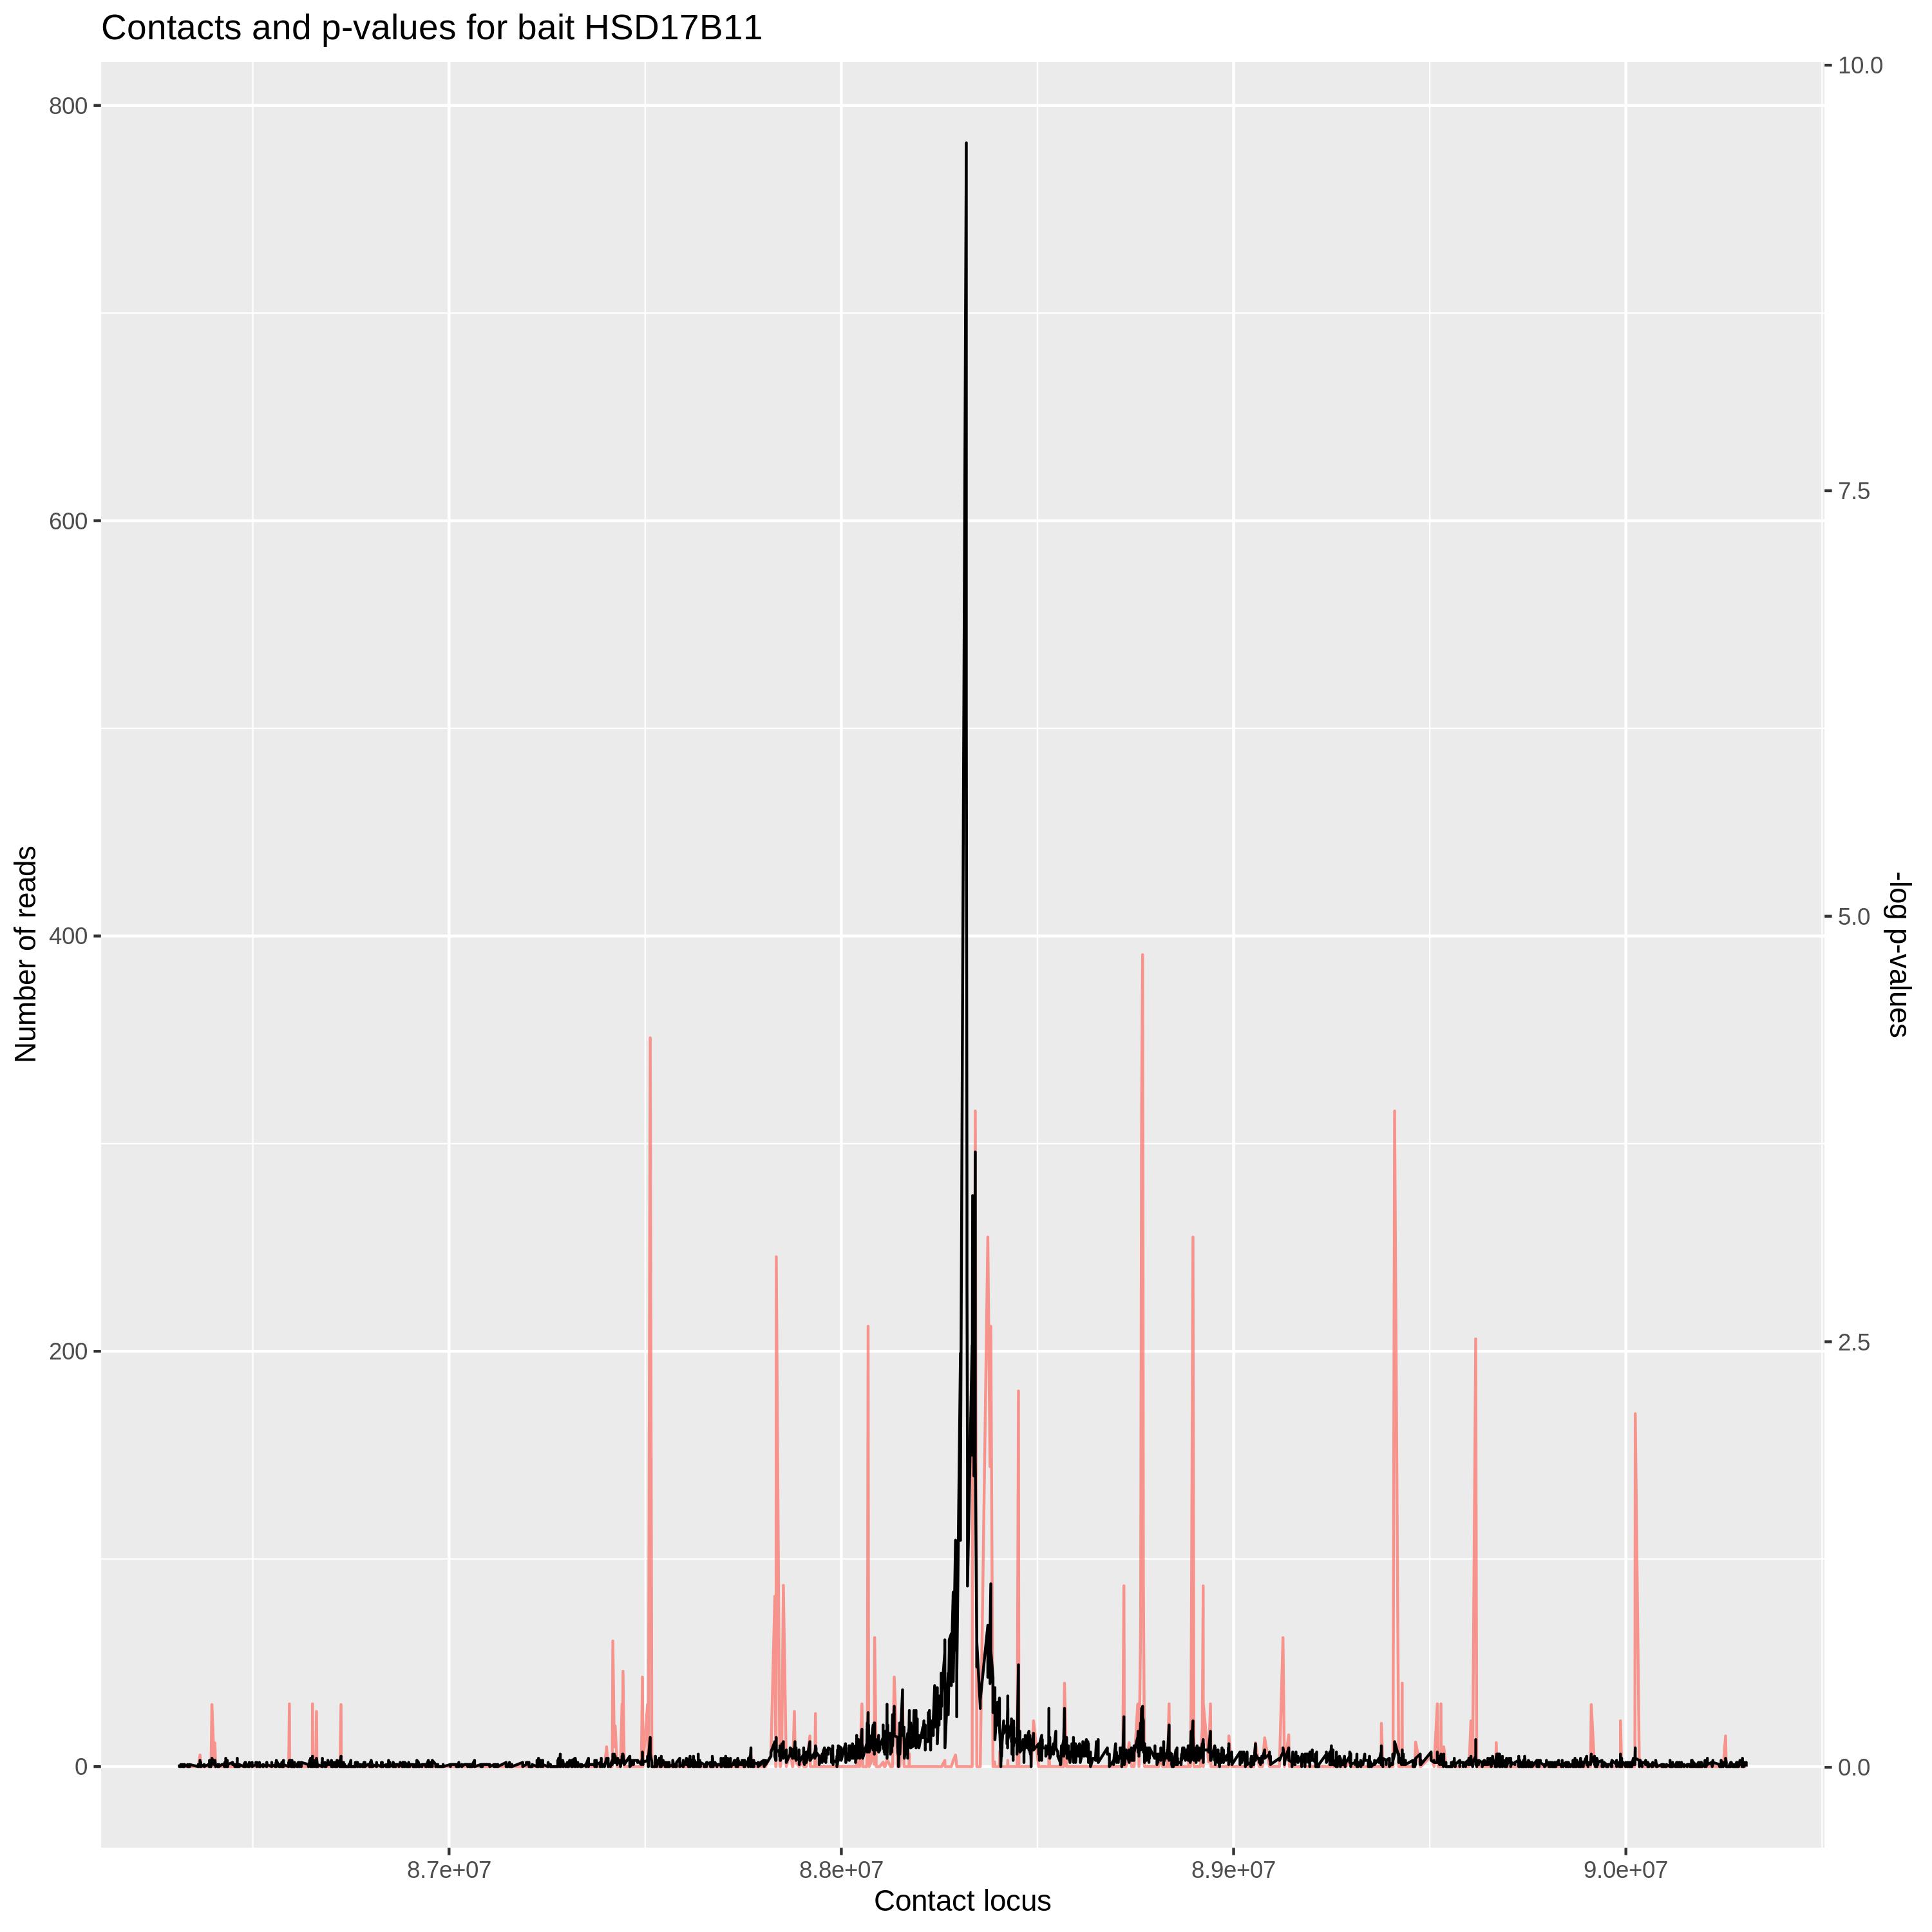 Contacts and p-values for bait HSD17B11
800
600
400
200
0
Number of reads
10.0
7.5
5.0
2.5
0.0
-log p-values
8.7e+07 8.8e+07 8.9e+07 9.0e+07
Contact locus